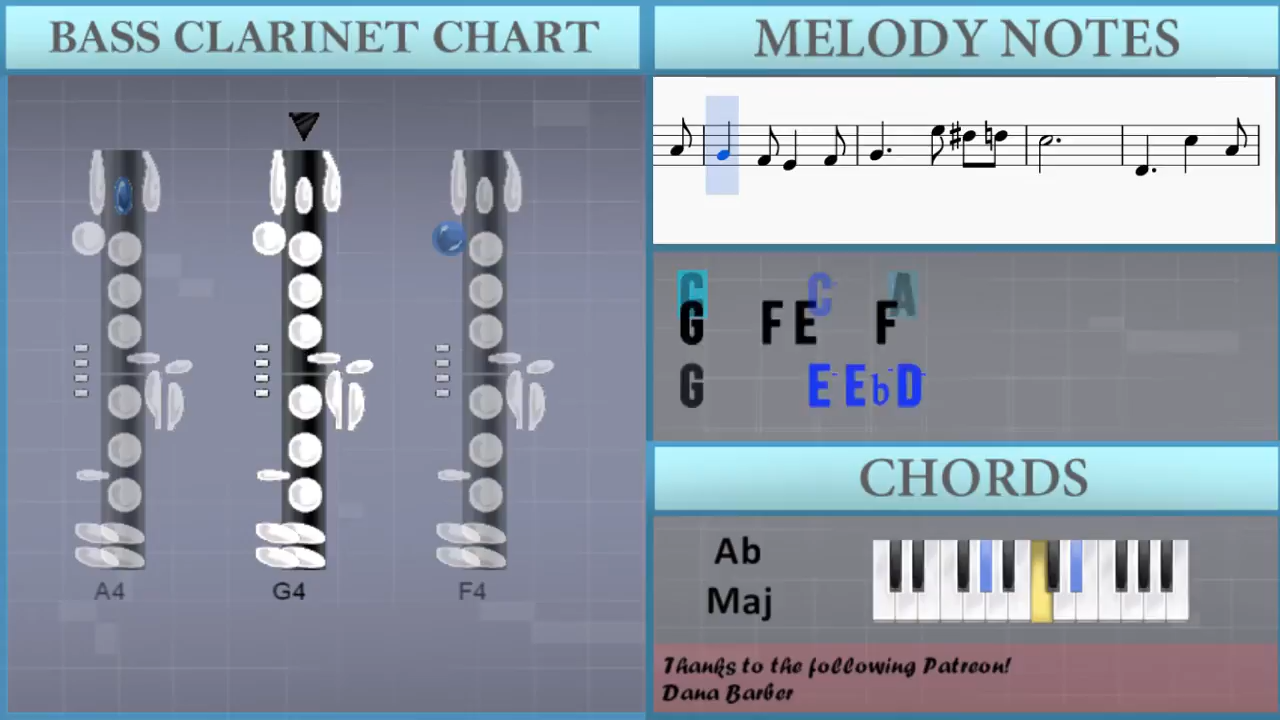 BASS CLARINET CHART
A4 G4 F4
MELODY NOTES
G C A
G F E F
G E Eb D
CHORDS
Ab
Maj
Thanks to the following Patreon!
Dana Barber